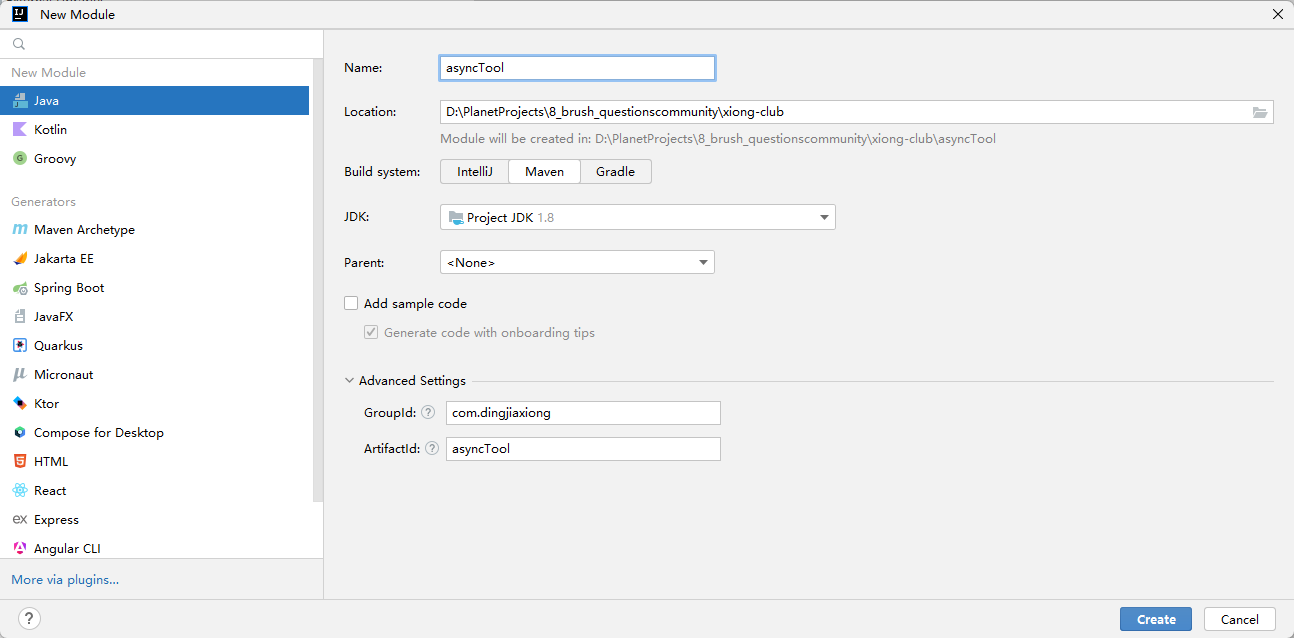 New Module
New Module
Java
Kotlin
Groovy
Generators
Maven Archetype
Jakarta EE
Spring Boot
JavaFX
Quarkus
Micronaut
Ktor
Compose for Desktop
HTML
React
Express
Angular CLI
More via plugins...
Name: asyncTool
Location: D:\PlanetProjects\8_brush_questionscommunity\xiong-club
Module will be created in: D:\PlanetProjects\8_brush_questionscommunity\xiong-club\asyncTool
Build system: IntelliJ Maven Gradle
JDK: Project JDK 1.8
Parent: <None>
Add sample code
Generate code with onboarding tips
Advanced Settings
GroupId: ? com.dingjiaxiong
ArtifactId: ? asyncTool
? Create Cancel